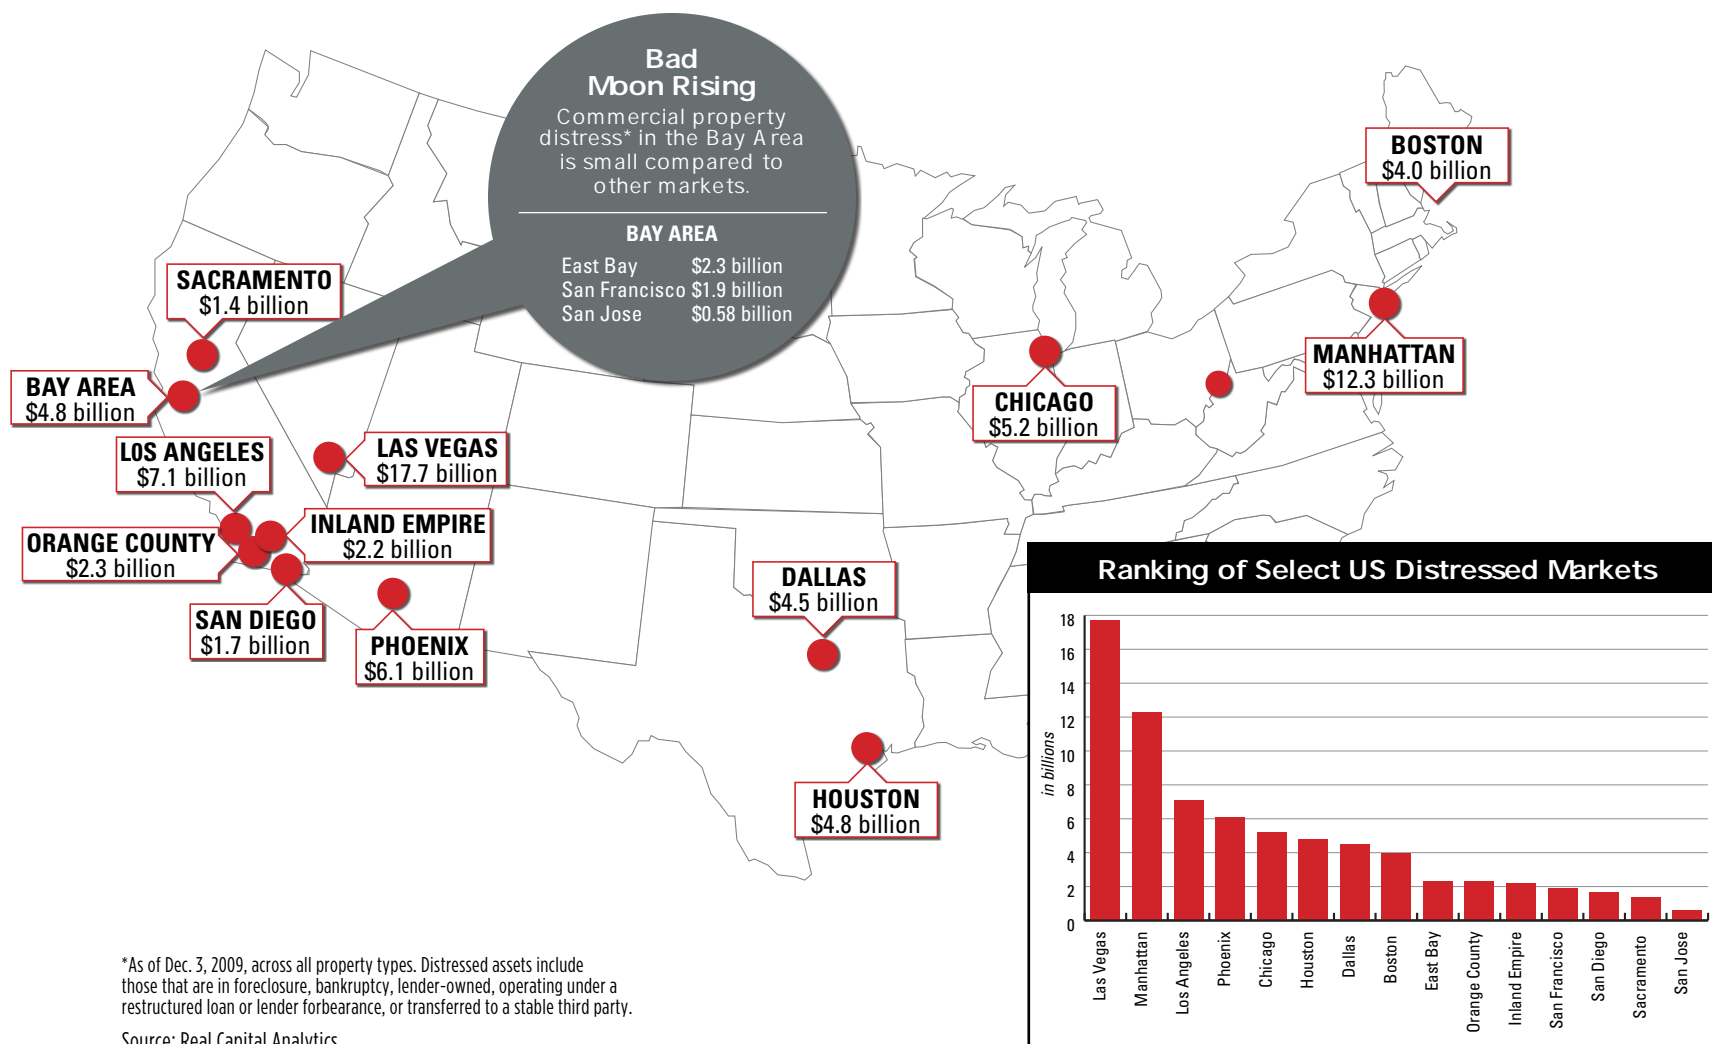 Bad
Moon Rising
Commercial property
distress* in the Bay Area
is small compared to
other markets.
BAY AREA
East Bay $2.3 billion
San Francisco $1.9 billion
San Jose $0.58 billion
BOSTON
$4.0 billion
SACRAMENTO
$1.4 billion
MANHATTAN
$12.3 billion
BAY AREA
$4.8 billion
CHICAGO
$5.2 billion
LOS ANGELES
$7.1 billion
LAS VEGAS
$17.7 billion
INLAND EMPIRE
$2.2 billion
ORANGE COUNTY
$2.3 billion
SAN DIEGO
$1.7 billion
PHOENIX
$6.1 billion
DALLAS
$4.5 billion
HOUSTON
$4.8 billion
Ranking of Select US Distressed Markets
in billions
18
16
14
12
10
8
6
4
2
0
Las Vegas
Manhattan
Los Angeles
Phoenix
Chicago
Houston
Dallas
Boston
East Bay
Orange County
Inland Empire
San Francisco
San Diego
Sacramento
San Jose
*As of Dec. 3, 2009, across all property types. Distressed assets include
those that are in foreclosure, bankruptcy, lender-owned, operating under a
restructured loan or lender forbearance, or transferred to a stable third party.
Source: Real Capital Analytics